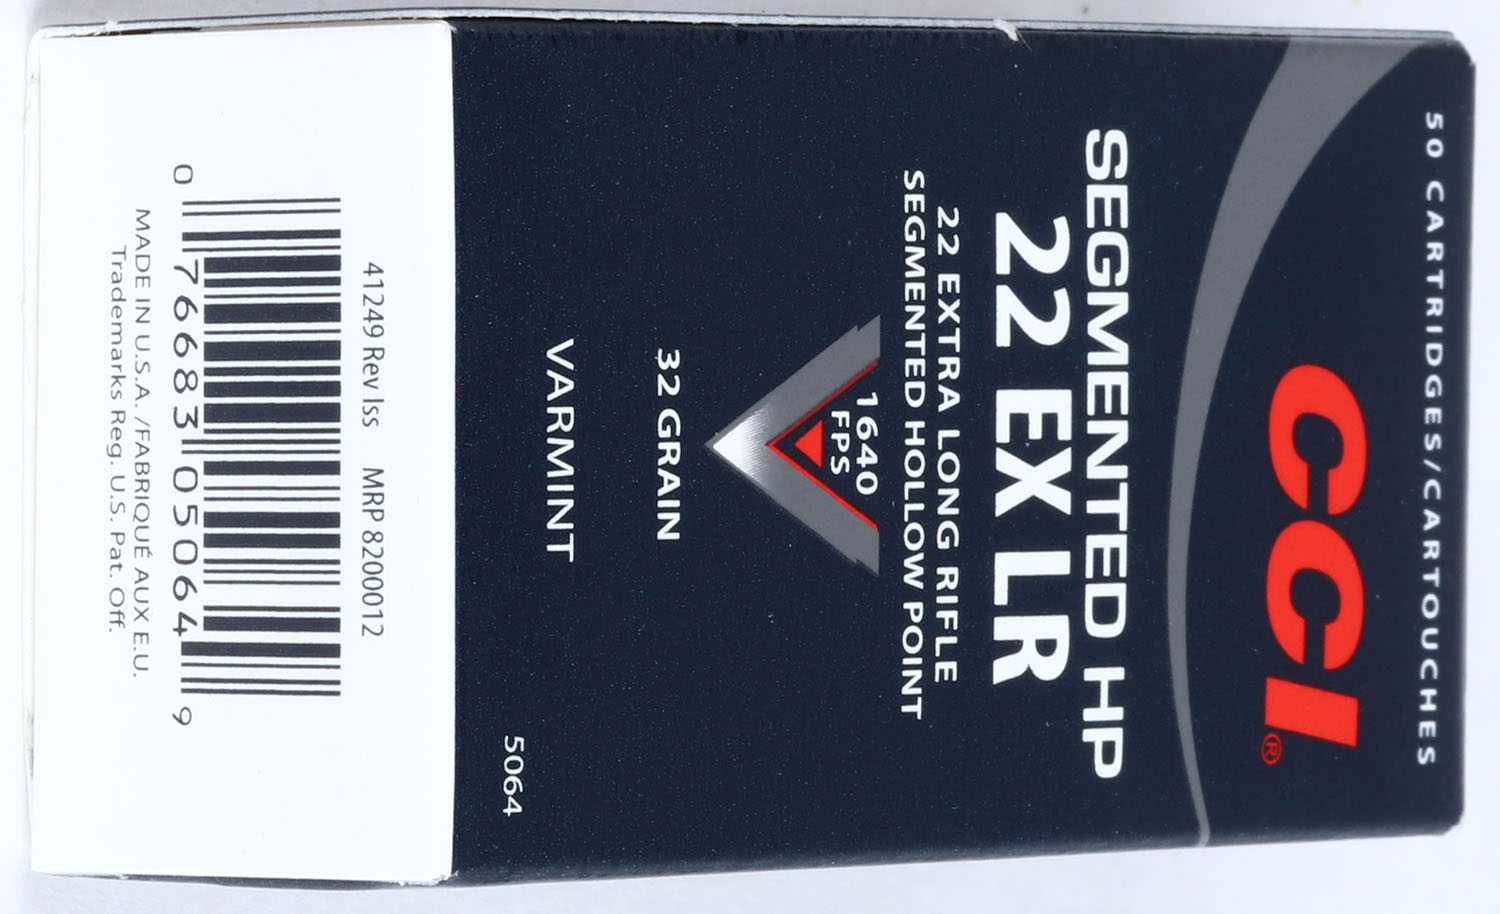 50 CARTRIDGES/CARTOUCHES
CCI®
SEGMENTED HP
22 EX LR
22 EXTRA LONG RIFLE
SEGMENTED HOLLOW POINT
1640
FPS
32 GRAIN
VARMINT
5064
41249 Rev Iss MRP 8200012
0 76683 05064 9
MADE IN U.S.A. /FABRIQUÉ AUX E.U.
Trademarks Reg. U.S. Pat. Off.